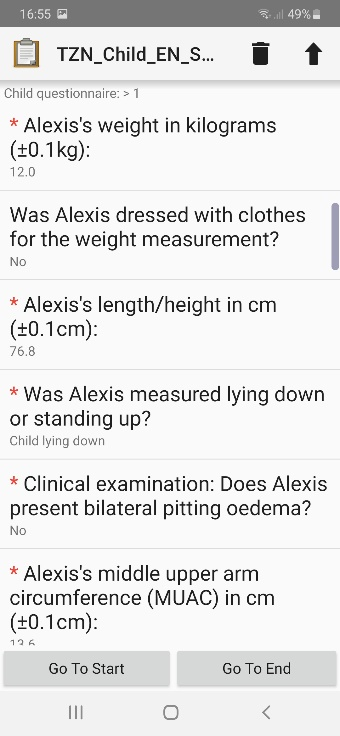 16:55
49%
TZN_Child_EN_S...
Child questionnaire: > 1
* Alexis's weight in kilograms
(±0.1kg):
12.0
Was Alexis dressed with clothes
for the weight measurement?
No
* Alexis's length/height in cm
(±0.1cm):
76.8
* Was Alexis measured lying down
or standing up?
Child lying down
* Clinical examination: Does Alexis
present bilateral pitting oedema?
No
* Alexis's middle upper arm
circumference (MUAC) in cm
(±0.1cm):
13.6
Go To Start
Go To End